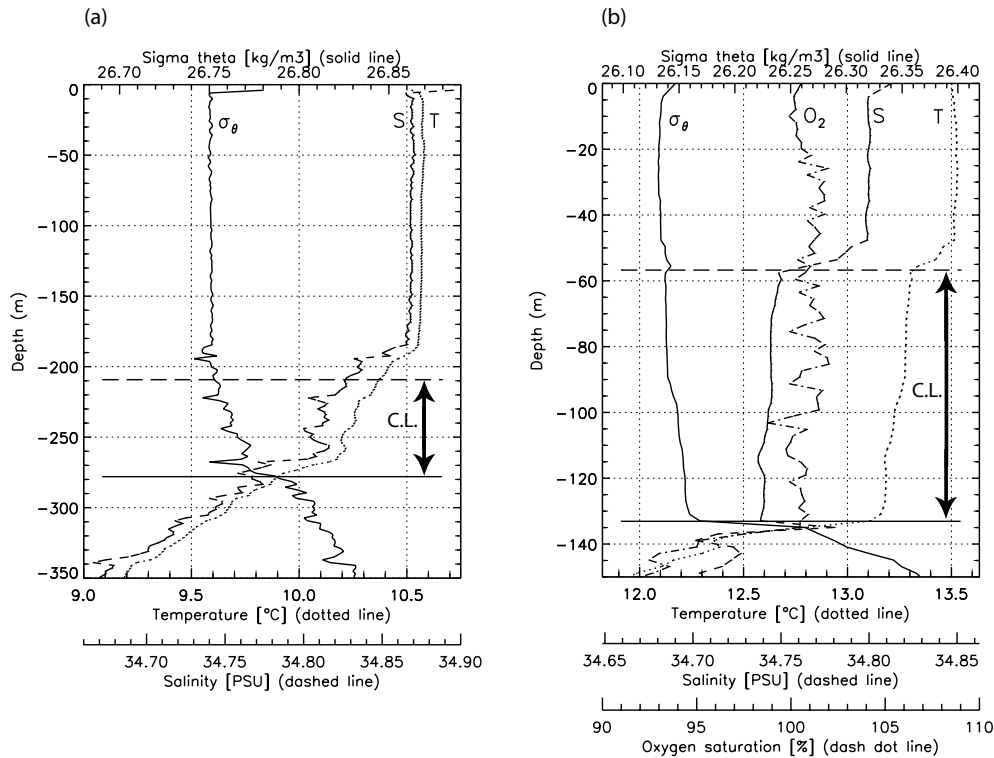 (a)
Sigma theta [kg/m3] (solid line)
26.70 26.75 26.80 26.85
σθ S T
0
−50
−100
−150
−200
−250
−300
−350
Depth (m)
C.L.
9.0 9.5 10.0 10.5
Temperature [°C] (dotted line)
34.70 34.75 34.80 34.85 34.90
Salinity [PSU] (dashed line)
(b)
Sigma theta [kg/m3] (solid line)
26.10 26.15 26.20 26.25 26.30 26.35 26.40
σθ O2 S T
0
−20
−40
−60
−80
−100
−120
−140
Depth (m)
C.L.
12.0 12.5 13.0 13.5
Temperature [°C] (dotted line)
34.65 34.70 34.75 34.80 34.85
Salinity [PSU] (dashed line)
90 95 100 105 110
Oxygen saturation [%] (dash dot line)